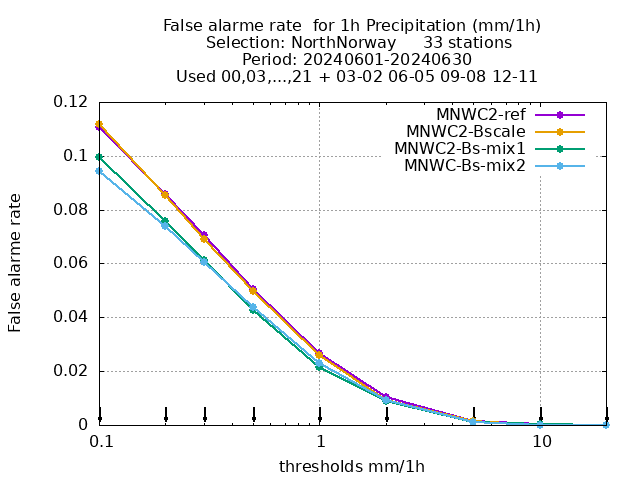 False alarme rate  for 1h Precipitation (mm/1h)
Selection: NorthNorway     33 stations
Period: 20240601-20240630
Used 00,03,...,21 + 03-02 06-05 09-08 12-11
MNWC2-ref
MNWC2-Bscale
MNWC2-Bs-mix1
MNWC-Bs-mix2
0.12
0.1
0.08
0.06
0.04
0.02
0
False alarme rate
0.1 1 10
thresholds mm/1h